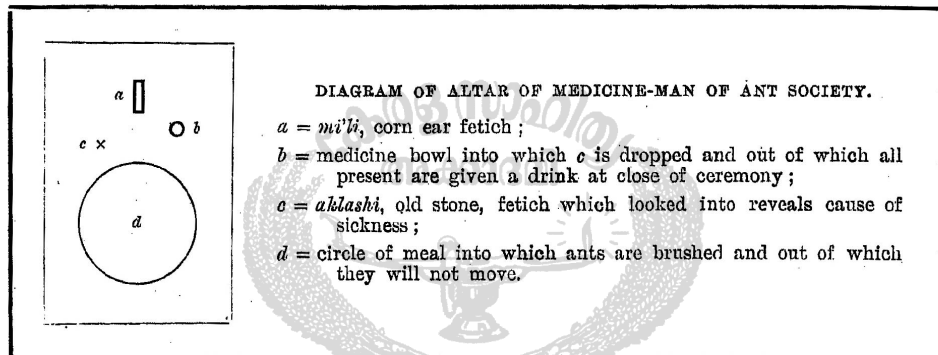 a
b
c ×
d
DIAGRAM OF ALTAR OF MEDICINE-MAN OF ANT SOCIETY.
a = mi'li, corn ear fetich ;
b = medicine bowl into which c is dropped and out of which all
present are given a drink at close of ceremony ;
c = aklashi, old stone, fetich which looked into reveals cause of
sickness ;
d = circle of meal into which ants are brushed and out of which
they will not move.